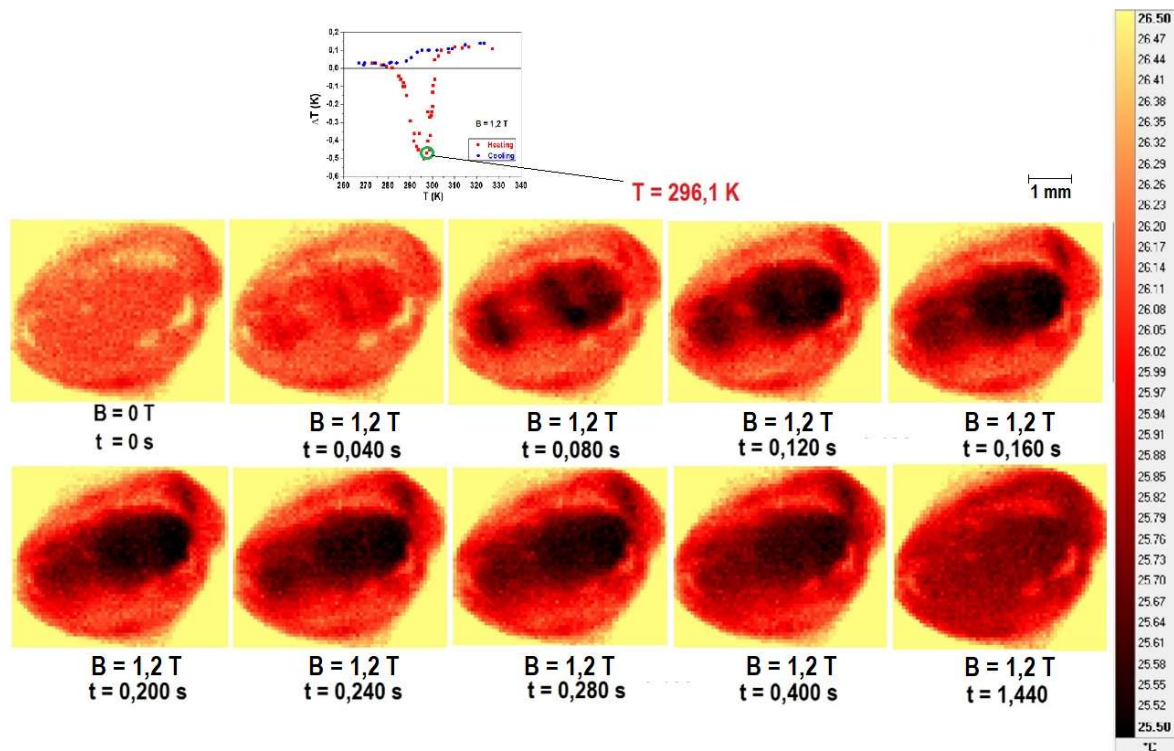 0,2
0,1
0,0
-0,1
-0,2
-0,3
-0,4
-0,5
-0,6
ΔT (K)
B = 1,2 T
Heating
Cooling
260 270 280 290 300 310 320 330 340
T (K)
T = 296,1 K
1 mm
B = 0 T
t = 0 s
B = 1,2 T
t = 0,040 s
B = 1,2 T
t = 0,080 s
B = 1,2 T
t = 0,120 s
B = 1,2 T
t = 0,160 s
B = 1,2 T
t = 0,200 s
B = 1,2 T
t = 0,240 s
B = 1,2 T
t = 0,280 s
B = 1,2 T
t = 0,400 s
B = 1,2 T
t = 1,440
26.50
26.47
26.43
26.38
26.35
26.32
26.29
26.26
26.23
26.20
26.17
26.14
26.11
26.08
26.05
26.02
25.97
25.94
25.91
25.88
25.85
25.82
25.79
25.76
25.73
25.70
25.67
25.64
25.61
25.58
25.55
25.52
25.50
°C